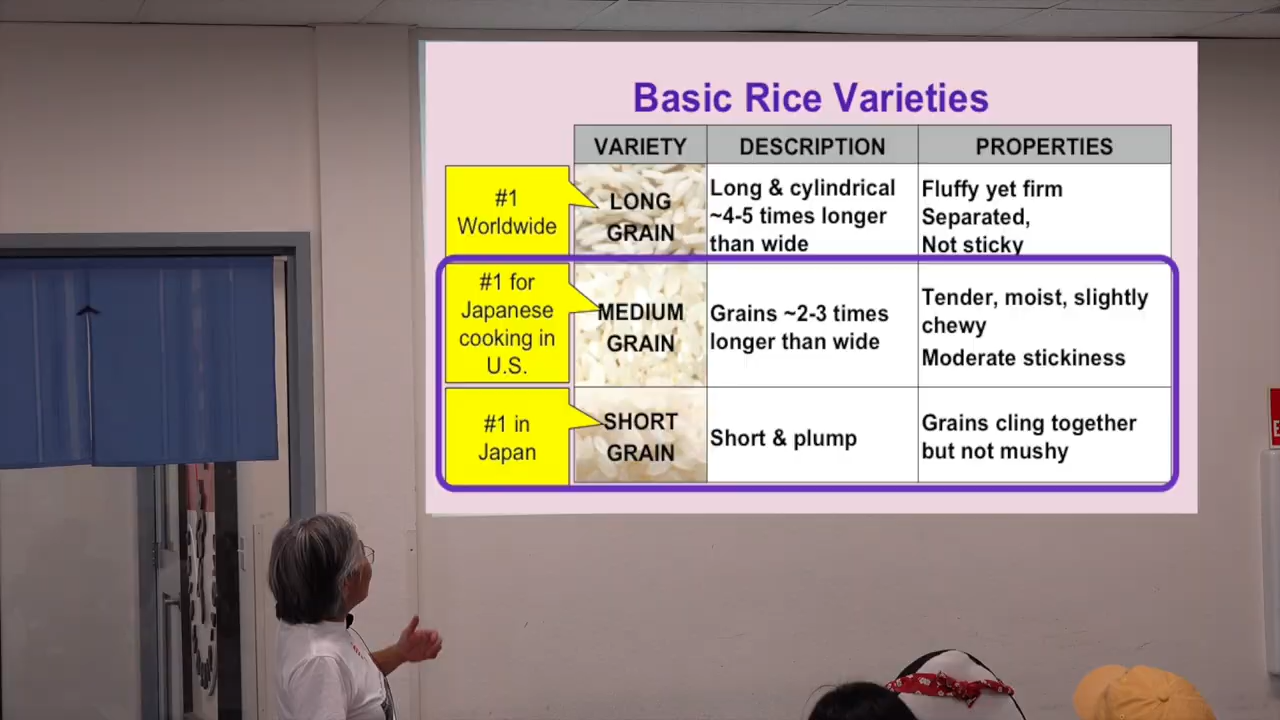 Basic Rice Varieties
VARIETY
DESCRIPTION
PROPERTIES
#1
Worldwide
LONG
GRAIN
Long & cylindrical
~4-5 times longer
than wide
Fluffy yet firm
Separated,
Not sticky
#1 for
Japanese
cooking in
U.S.
MEDIUM
GRAIN
Grains ~2-3 times
longer than wide
Tender, moist, slightly
chewy
Moderate stickiness
#1 in
Japan
SHORT
GRAIN
Short & plump
Grains cling together
but not mushy